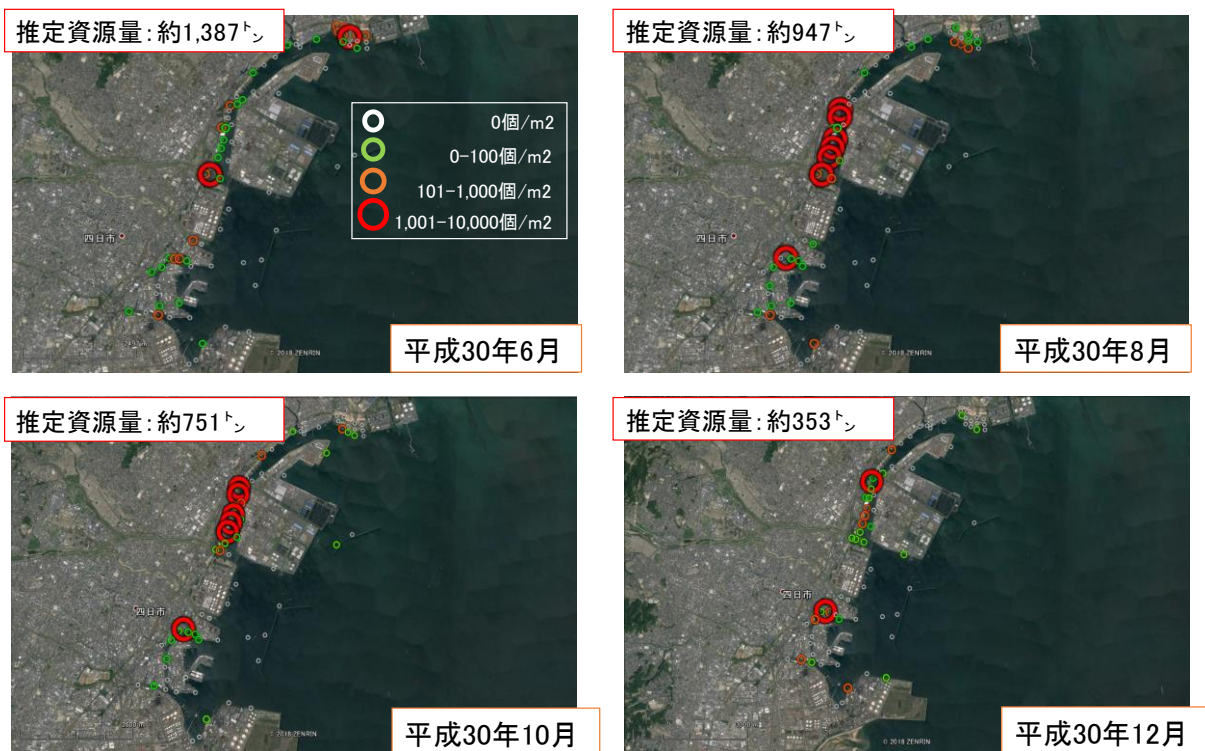 推定資源量：約1,387㌧
0個/m2
0-100個/m2
101-1,000個/m2
1,001-10,000個/m2
四日市
© 2018 ZENRIN
平成30年6月
推定資源量：約947㌧
四日市
© 2018 ZENRIN
平成30年8月
推定資源量：約751㌧
四日市
© 2018 ZENRIN
平成30年10月
推定資源量：約353㌧
四日市
© 2018 ZENRIN
平成30年12月